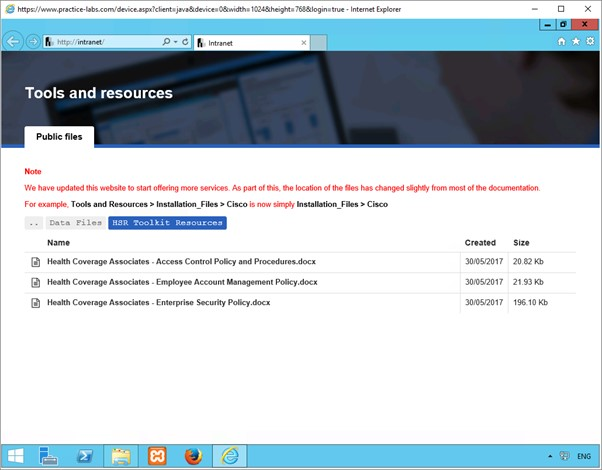 https://www.practice-labs.com/device.aspx?client=java&device=0&width=1024&height=768&login=true - Internet Explorer
http://intranet/
Intranet
Tools and resources
Public files
Note
We have updated this website to start offering more services. As part of this, the location of the files has changed slightly from most of the documentation.
For example, Tools and Resources > Installation_Files > Cisco is now simply Installation_Files > Cisco
.. Data Files HSR Toolkit Resources
Name Created Size
Health Coverage Associates - Access Control Policy and Procedures.docx 30/05/2017 20.82 Kb
Health Coverage Associates - Employee Account Management Policy.docx 30/05/2017 21.93 Kb
Health Coverage Associates - Enterprise Security Policy.docx 30/05/2017 196.10 Kb
ENG